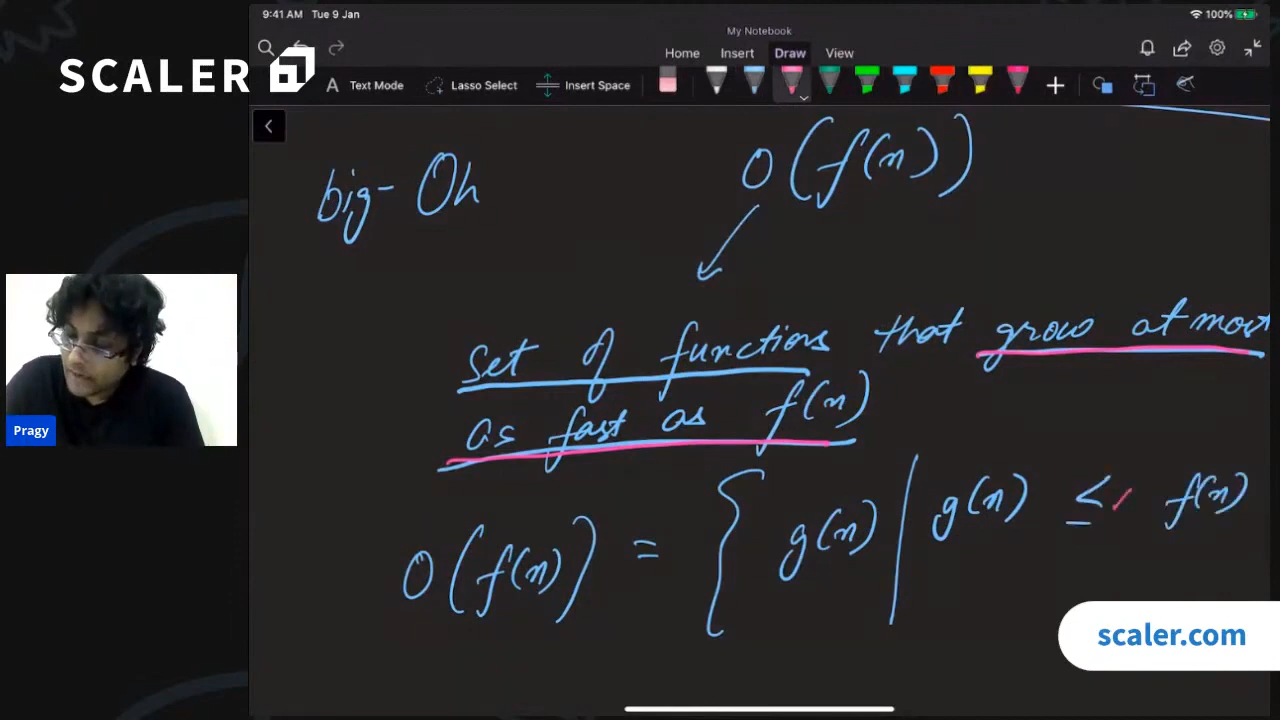 9:41 AM Tue 9 Jan
100%
My Notebook
SCALER
Home Insert Draw View
A Text Mode Lasso Select Insert Space
big-Oh
O(f(n))
Set of functions that grow at most
as fast as f(n)
O(f(n)) = { g(n) | g(n) ≤ f(n)
Pragy
scaler.com